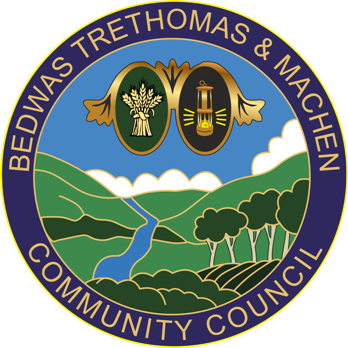 BEDWAS TRETHOMAS & MACHEN
COMMUNITY COUNCIL